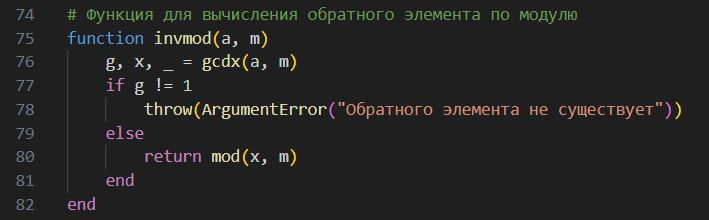 74 # Функция для вычисления обратного элемента по модулю
75 function invmod(a, m)
76     g, x, _ = gcdx(a, m)
77     if g != 1
78         throw(ArgumentError("Обратного элемента не существует"))
79     else
80         return mod(x, m)
81     end
82 end